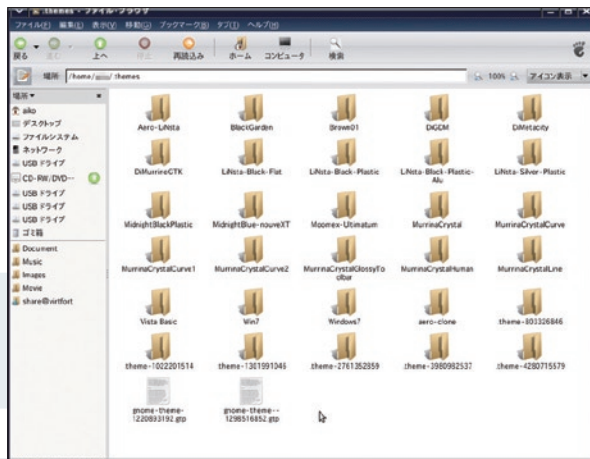 .themes - ファイル・ブラウザ
ファイル(F) 編集(E) 表示(V) 移動(G) ブックマーク(B) タブ(T) ヘルプ(H)
戻る 進む 上へ 停止 再読込み ホーム コンピュータ 検索
場所: /home/ /.themes 100% アイコン表示
場所
aiko
デスクトップ
ファイルシステム
ネットワーク
USB ドライブ
CD-RW/DVD…
USB ドライブ
USB ドライブ
USB ドライブ
ゴミ箱
Document
Music
Images
Movie
share@virtfort
Aero-LiNsta BlackGarden Brown01 DiGDM DiMetacity
DiMurrineGTK LiNsta-Black-Flat LiNsta-Black-Plastic LiNsta-Black-Plastic- LiNsta-Silver-Plastic
Alu
MidnightBlackPlastic MidnightBlue-nouveXT Moomex-Ultimatum MurrinaCrystal MurrinaCrystalCurve
MurrinaCrystalCurve1 MurrinaCrystalCurve2 MurrinaCrystalGlossyTo MurrinaCrystalHuman MurrinaCrystalLine
olbar
Vista Basic Win7 Windows7 aero-clone .theme-803326846
.theme-1022201514 .theme-1301991046 .theme-2761352859 .theme-3980982537 .theme-4280715579
gnome-theme- gnome-theme--
1220893192.gtp 1298516852.gtp